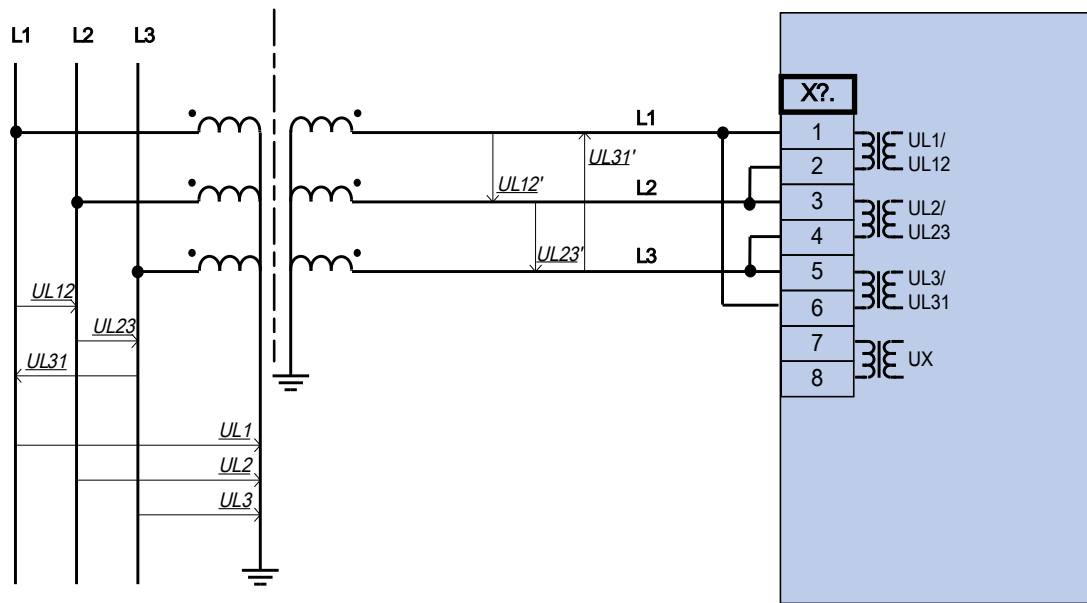 L1 L2 L3
X?.
L1
1
UL1/
UL12
2
UL31'
UL12'
L2
3
UL2/
UL23
4
UL23'
L3
5
UL3/
UL31
6
UL12
UL23
UL31
7
UX
8
UL1
UL2
UL3